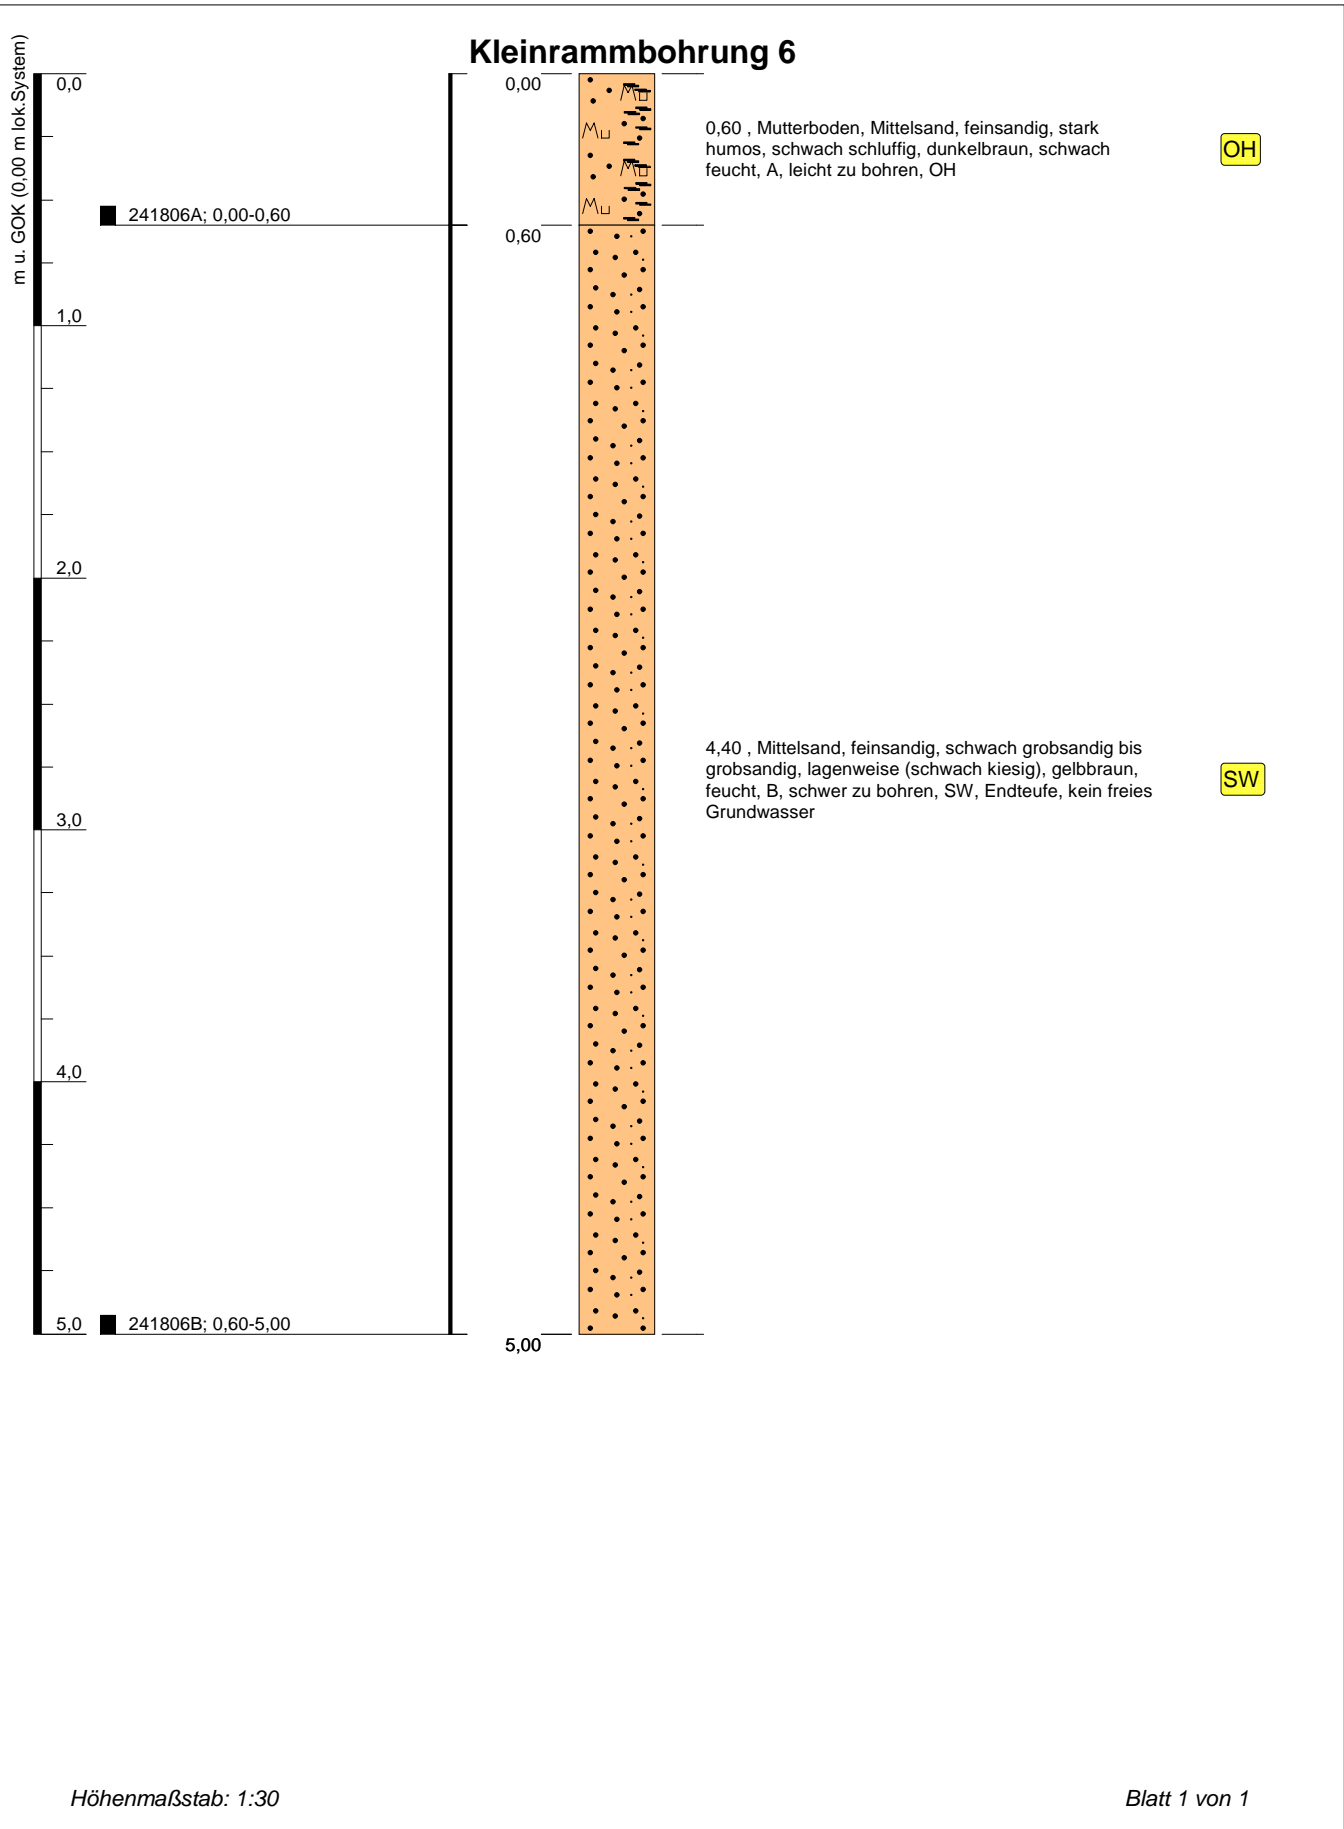 Kleinrammbohrung 6
m u. GOK (0,00 m lok.System)
0,0
0,00
0,60 , Mutterboden, Mittelsand, feinsandig, stark
humos, schwach schluffig, dunkelbraun, schwach
feucht, A, leicht zu bohren, OH
OH
Mu
Mu
Mu
Mu
241806A; 0,00-0,60
0,60
1,0
2,0
4,40 , Mittelsand, feinsandig, schwach grobsandig bis
grobsandig, lagenweise (schwach kiesig), gelbbraun,
feucht, B, schwer zu bohren, SW, Endteufe, kein freies
Grundwasser
SW
3,0
4,0
5,0
241806B; 0,60-5,00
5,00
Höhenmaßstab: 1:30
Blatt 1 von 1